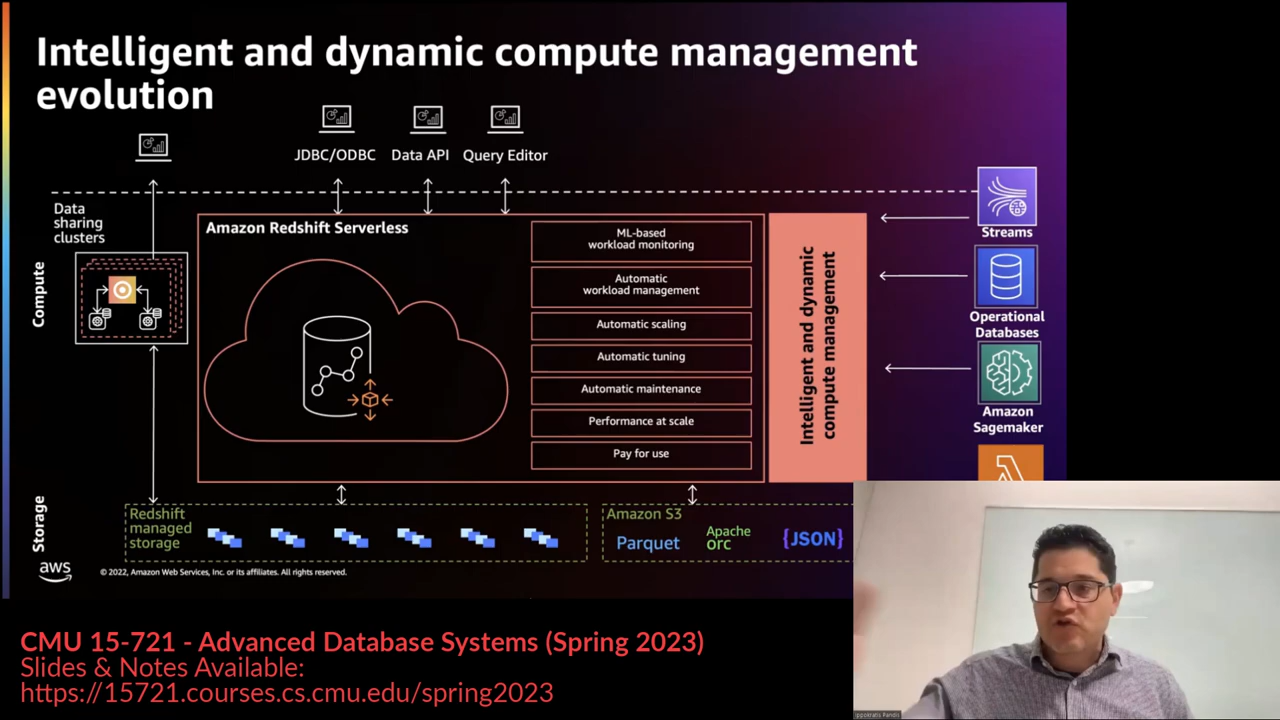 Intelligent and dynamic compute management
evolution
JDBC/ODBC
Data API
Query Editor
Data
sharing
clusters
Compute
Amazon Redshift Serverless
ML-based
workload monitoring
Automatic
workload management
Automatic scaling
Automatic tuning
Automatic maintenance
Performance at scale
Pay for use
Intelligent and dynamic
compute management
Streams
Operational
Databases
Amazon
Sagemaker
Storage
Redshift
managed
storage
Amazon S3
Parquet
Apache
orc
{JSON}
aws
© 2022, Amazon Web Services, Inc. or its affiliates. All rights reserved.
CMU 15-721 - Advanced Database Systems (Spring 2023)
Slides & Notes Available:
https://15721.courses.cs.cmu.edu/spring2023
Ippokratis Pandis